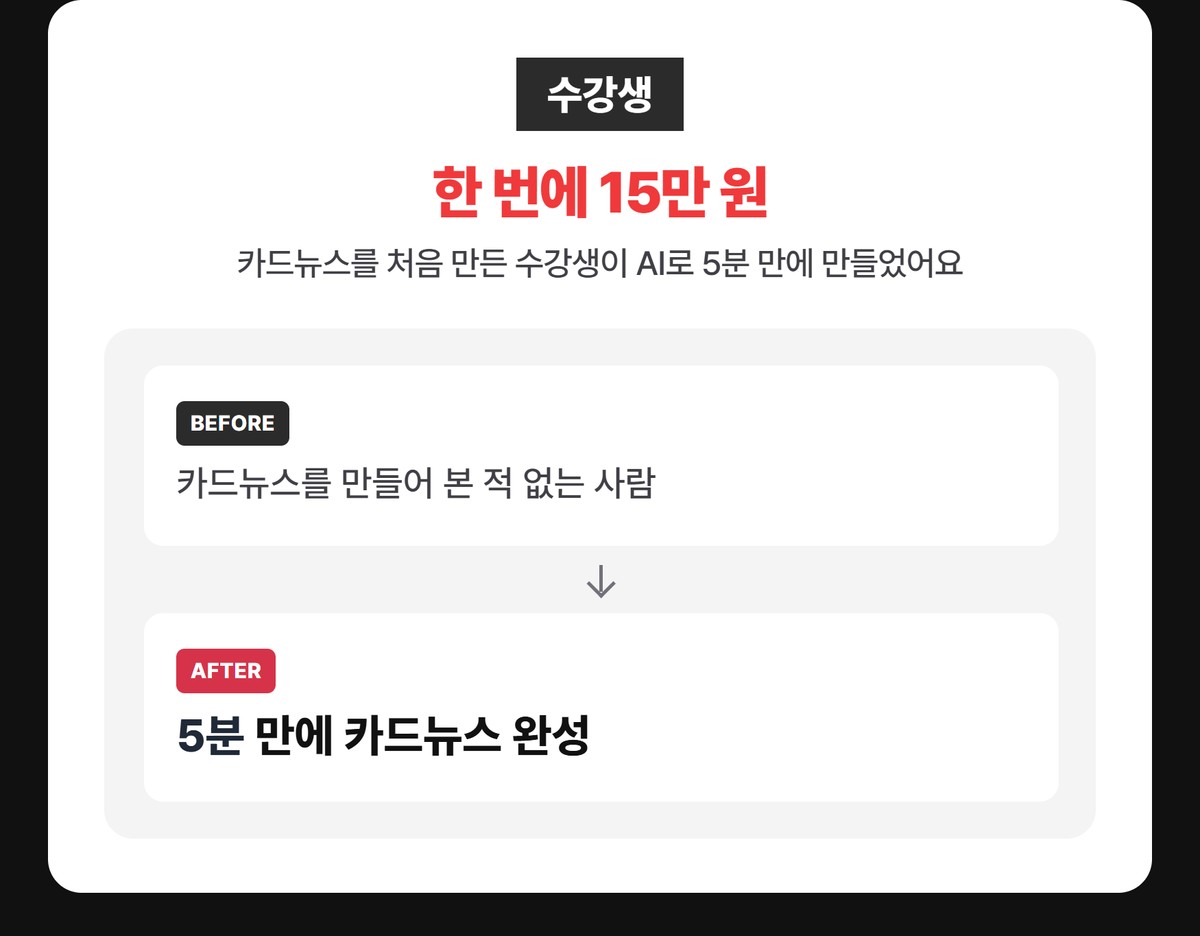 수강생
한 번에 15만 원
카드뉴스를 처음 만든 수강생이 AI로 5분 만에 만들었어요
BEFORE
카드뉴스를 만들어 본 적 없는 사람
AFTER
5분 만에 카드뉴스 완성